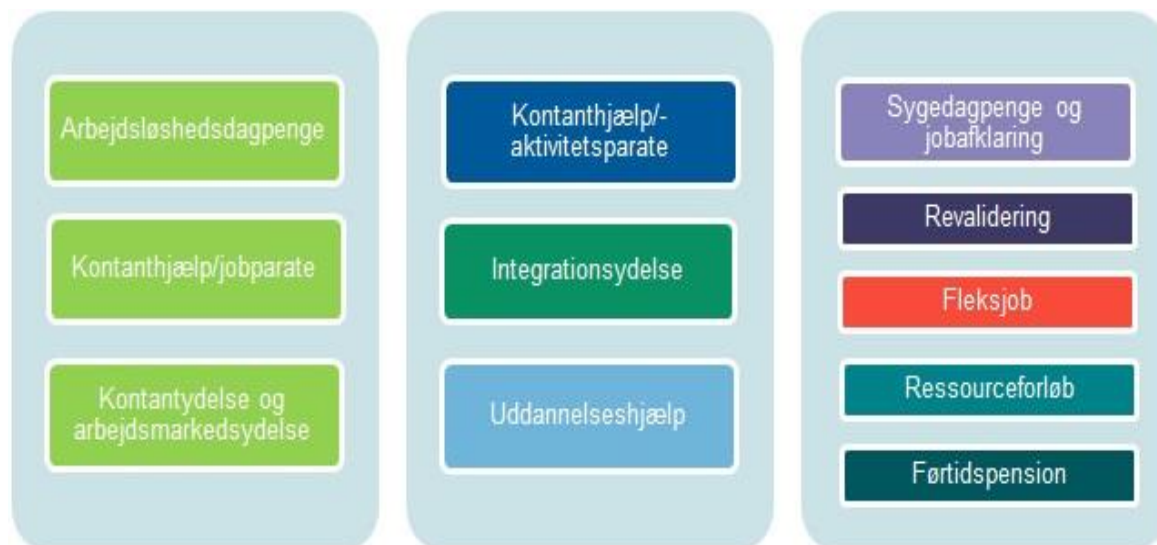 Arbejdsløshedsdagpenge
Kontanthjælp/jobparate
Kontantydelse og
arbejdsmarkedsydelse
Kontanthjælp/-
aktivitetsparate
Integrationsydelse
Uddannelseshjælp
Sygedagpenge og
jobafklaring
Revalidering
Fleksjob
Ressourceforløb
Førtidspension